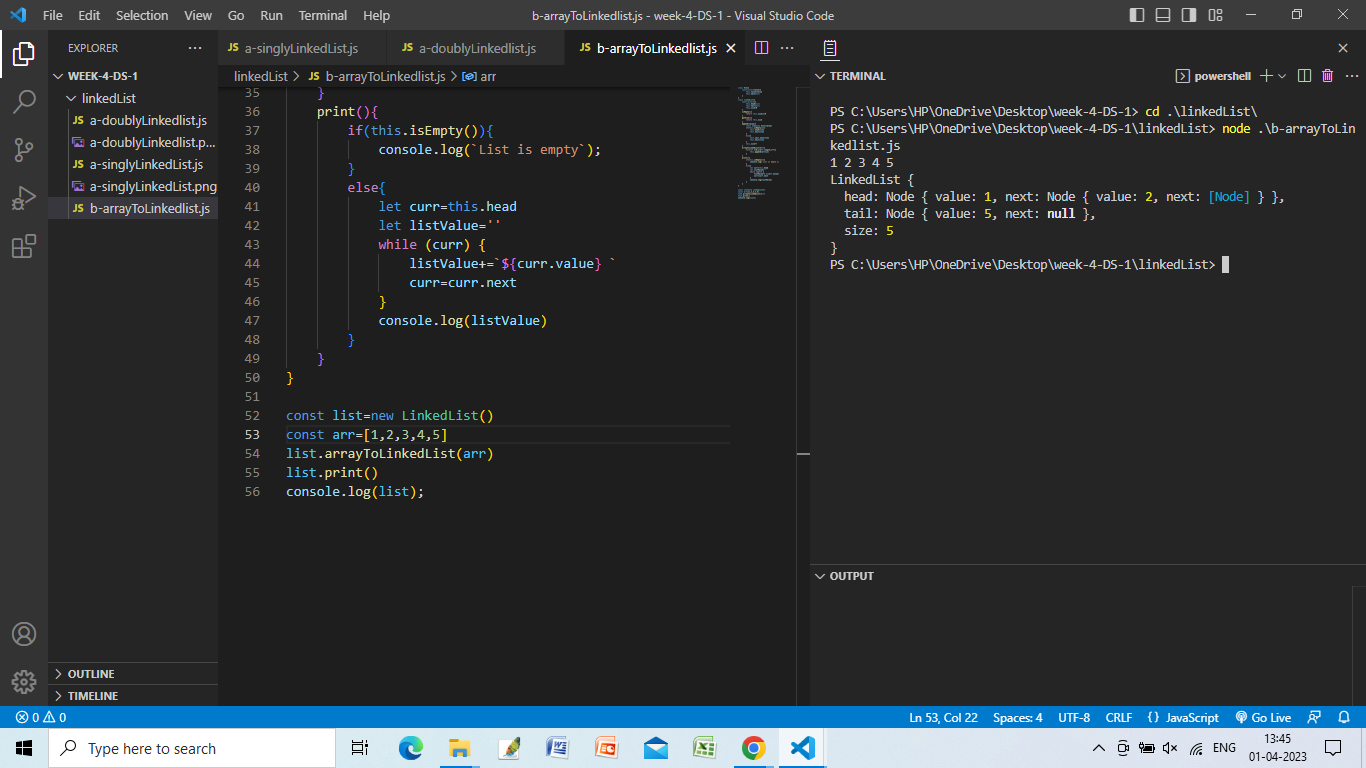 File Edit Selection View Go Run Terminal Help b-arrayToLinkedlist.js - week-4-DS-1 - Visual Studio Code
EXPLORER
WEEK-4-DS-1
linkedList
a-doublyLinkedlist.js
a-doublyLinkedlist.p...
a-singlyLinkedList.js
a-singlyLinkedList.png
b-arrayToLinkedlist.js
OUTLINE
TIMELINE
a-singlyLinkedList.js a-doublyLinkedlist.js b-arrayToLinkedlist.js
linkedList > b-arrayToLinkedlist.js > arr
35 }
36 print(){
37 if(this.isEmpty()){
38 console.log(`List is empty`);
39 }
40 else{
41 let curr=this.head
42 let listValue=''
43 while (curr) {
44 listValue+=`${curr.value} `
45 curr=curr.next
46 }
47 console.log(listValue)
48 }
49 }
50 }
51
52 const list=new LinkedList()
53 const arr=[1,2,3,4,5]
54 list.arrayToLinkedList(arr)
55 list.print()
56 console.log(list);
TERMINAL powershell
PS C:\Users\HP\OneDrive\Desktop\week-4-DS-1> cd .\linkedList\
PS C:\Users\HP\OneDrive\Desktop\week-4-DS-1\linkedList> node .\b-arrayToLin
kedlist.js
1 2 3 4 5
LinkedList {
head: Node { value: 1, next: Node { value: 2, next: [Node] } },
tail: Node { value: 5, next: null },
size: 5
}
PS C:\Users\HP\OneDrive\Desktop\week-4-DS-1\linkedList>
OUTPUT
0 0 Ln 53, Col 22 Spaces: 4 UTF-8 CRLF {} JavaScript Go Live
Type here to search
ENG
13:45
01-04-2023